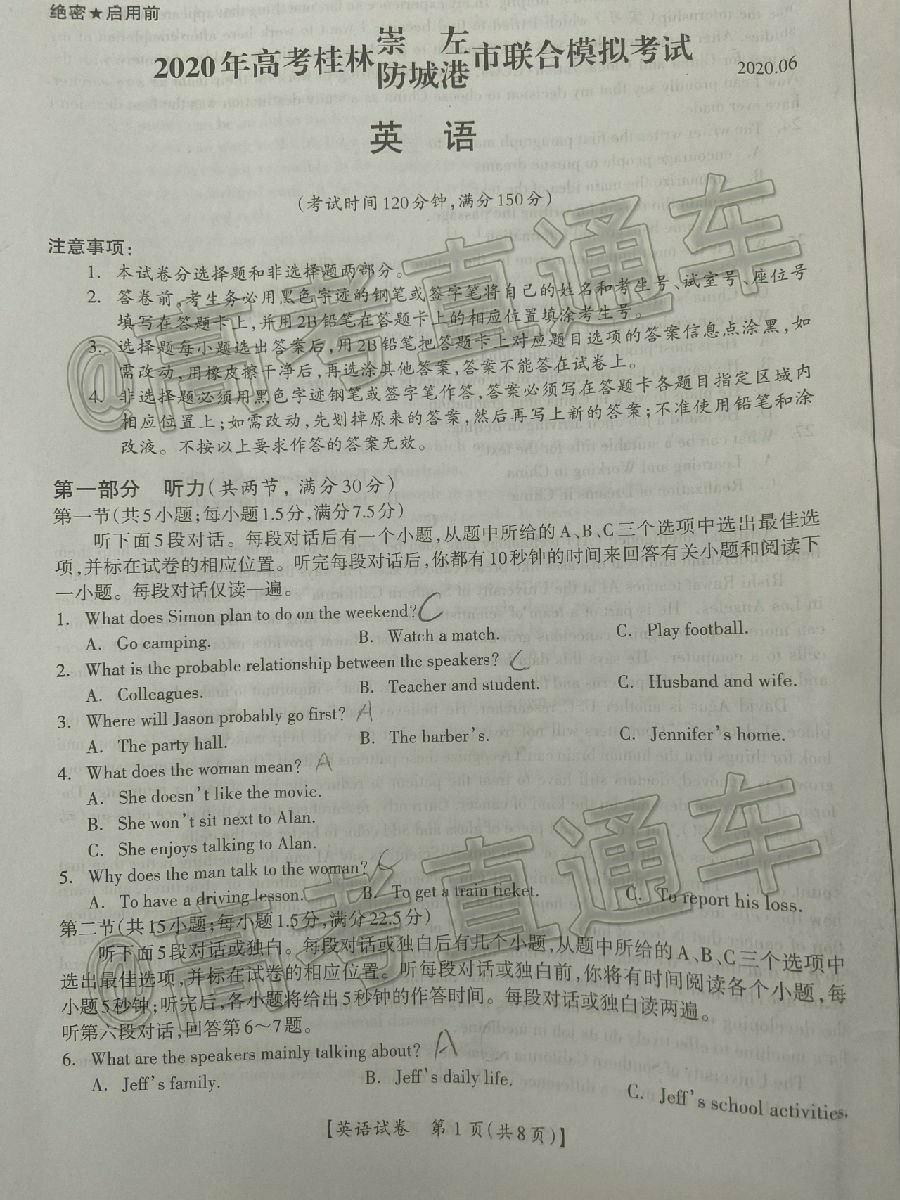 绝密★启用前
2020年高考桂林崇左防城港市联合模拟考试
2020.06
英 语
(考试时间120分钟,满分150分)
注意事项:
1. 本试卷分选择题和非选择题两部分。
2. 答卷前,考生务必用黑色字迹的钢笔或签字笔将自己的姓名和考生号、试室号、座位号
填写在答题卡上,并用2B铅笔在答题卡上的相应位置填涂考生号。
3. 选择题每小题选出答案后,用2B铅笔把答题卡上对应题目选项的答案信息点涂黑,如
需改动,用橡皮擦干净后,再选涂其他答案,答案不能答在试卷上。
4. 非选择题必须用黑色字迹钢笔或签字笔作答,答案必须写在答题卡各题目指定区域内
相应位置上;如需改动,先划掉原来的答案,然后再写上新的答案;不准使用铅笔和涂
改液。不按以上要求作答的答案无效。
第一部分 听力(共两节,满分30分)
第一节(共5小题;每小题1.5分,满分7.5分)
听下面5段对话。每段对话后有一个小题,从题中所给的A、B、C三个选项中选出最佳选
项,并标在试卷的相应位置。听完每段对话后,你都有10秒钟的时间来回答有关小题和阅读下
一小题。每段对话仅读一遍。
1. What does Simon plan to do on the weekend? C
A. Go camping. B. Watch a match. C. Play football.
2. What is the probable relationship between the speakers? C
A. Colleagues. B. Teacher and student. C. Husband and wife.
3. Where will Jason probably go first? A
A. The party hall. B. The barber's. C. Jennifer's home.
4. What does the woman mean? A
A. She doesn't like the movie.
B. She won't sit next to Alan.
C. She enjoys talking to Alan.
5. Why does the man talk to the woman? C
A. To have a driving lesson. B. To get a train ticket. C. To report his loss.
第二节(共15小题;每小题1.5分,满分22.5分)
听下面5段对话或独白。每段对话或独白后有几个小题,从题中所给的A、B、C三个选项中
选出最佳选项,并标在试卷的相应位置。听每段对话或独白前,你将有时间阅读各个小题,每
小题5秒钟;听完后,各小题将给出5秒钟的作答时间。每段对话或独白读两遍。
听第六段对话,回答第6~7题。
6. What are the speakers mainly talking about? A
A. Jeff's family. B. Jeff's daily life. C. Jeff's school activities.
[英语试卷 第1页(共8页)]
@高考直通车
@高考直通车